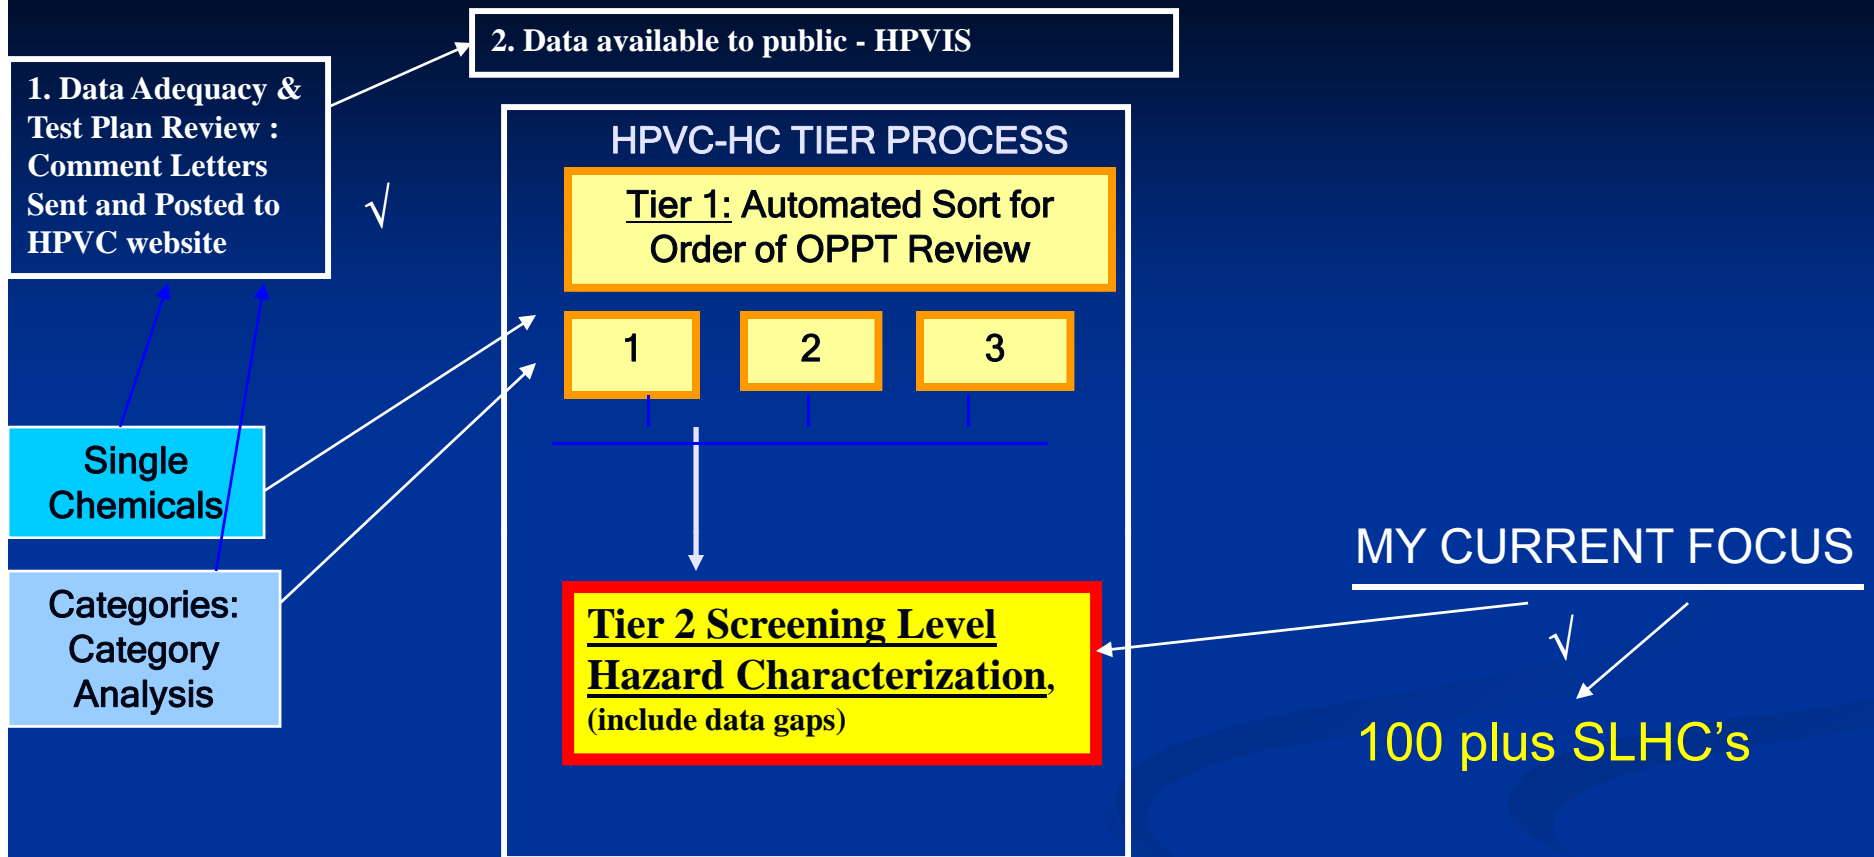 2. Data available to public - HPVIS
1. Data Adequacy &
Test Plan Review :
Comment Letters
Sent and Posted to
HPVC website
√
HPVC-HC TIER PROCESS
Tier 1: Automated Sort for
Order of OPPT Review
1
2
3
Single
Chemicals
Categories:
Category
Analysis
Tier 2 Screening Level
Hazard Characterization,
(include data gaps)
MY CURRENT FOCUS
√
100 plus SLHC’s